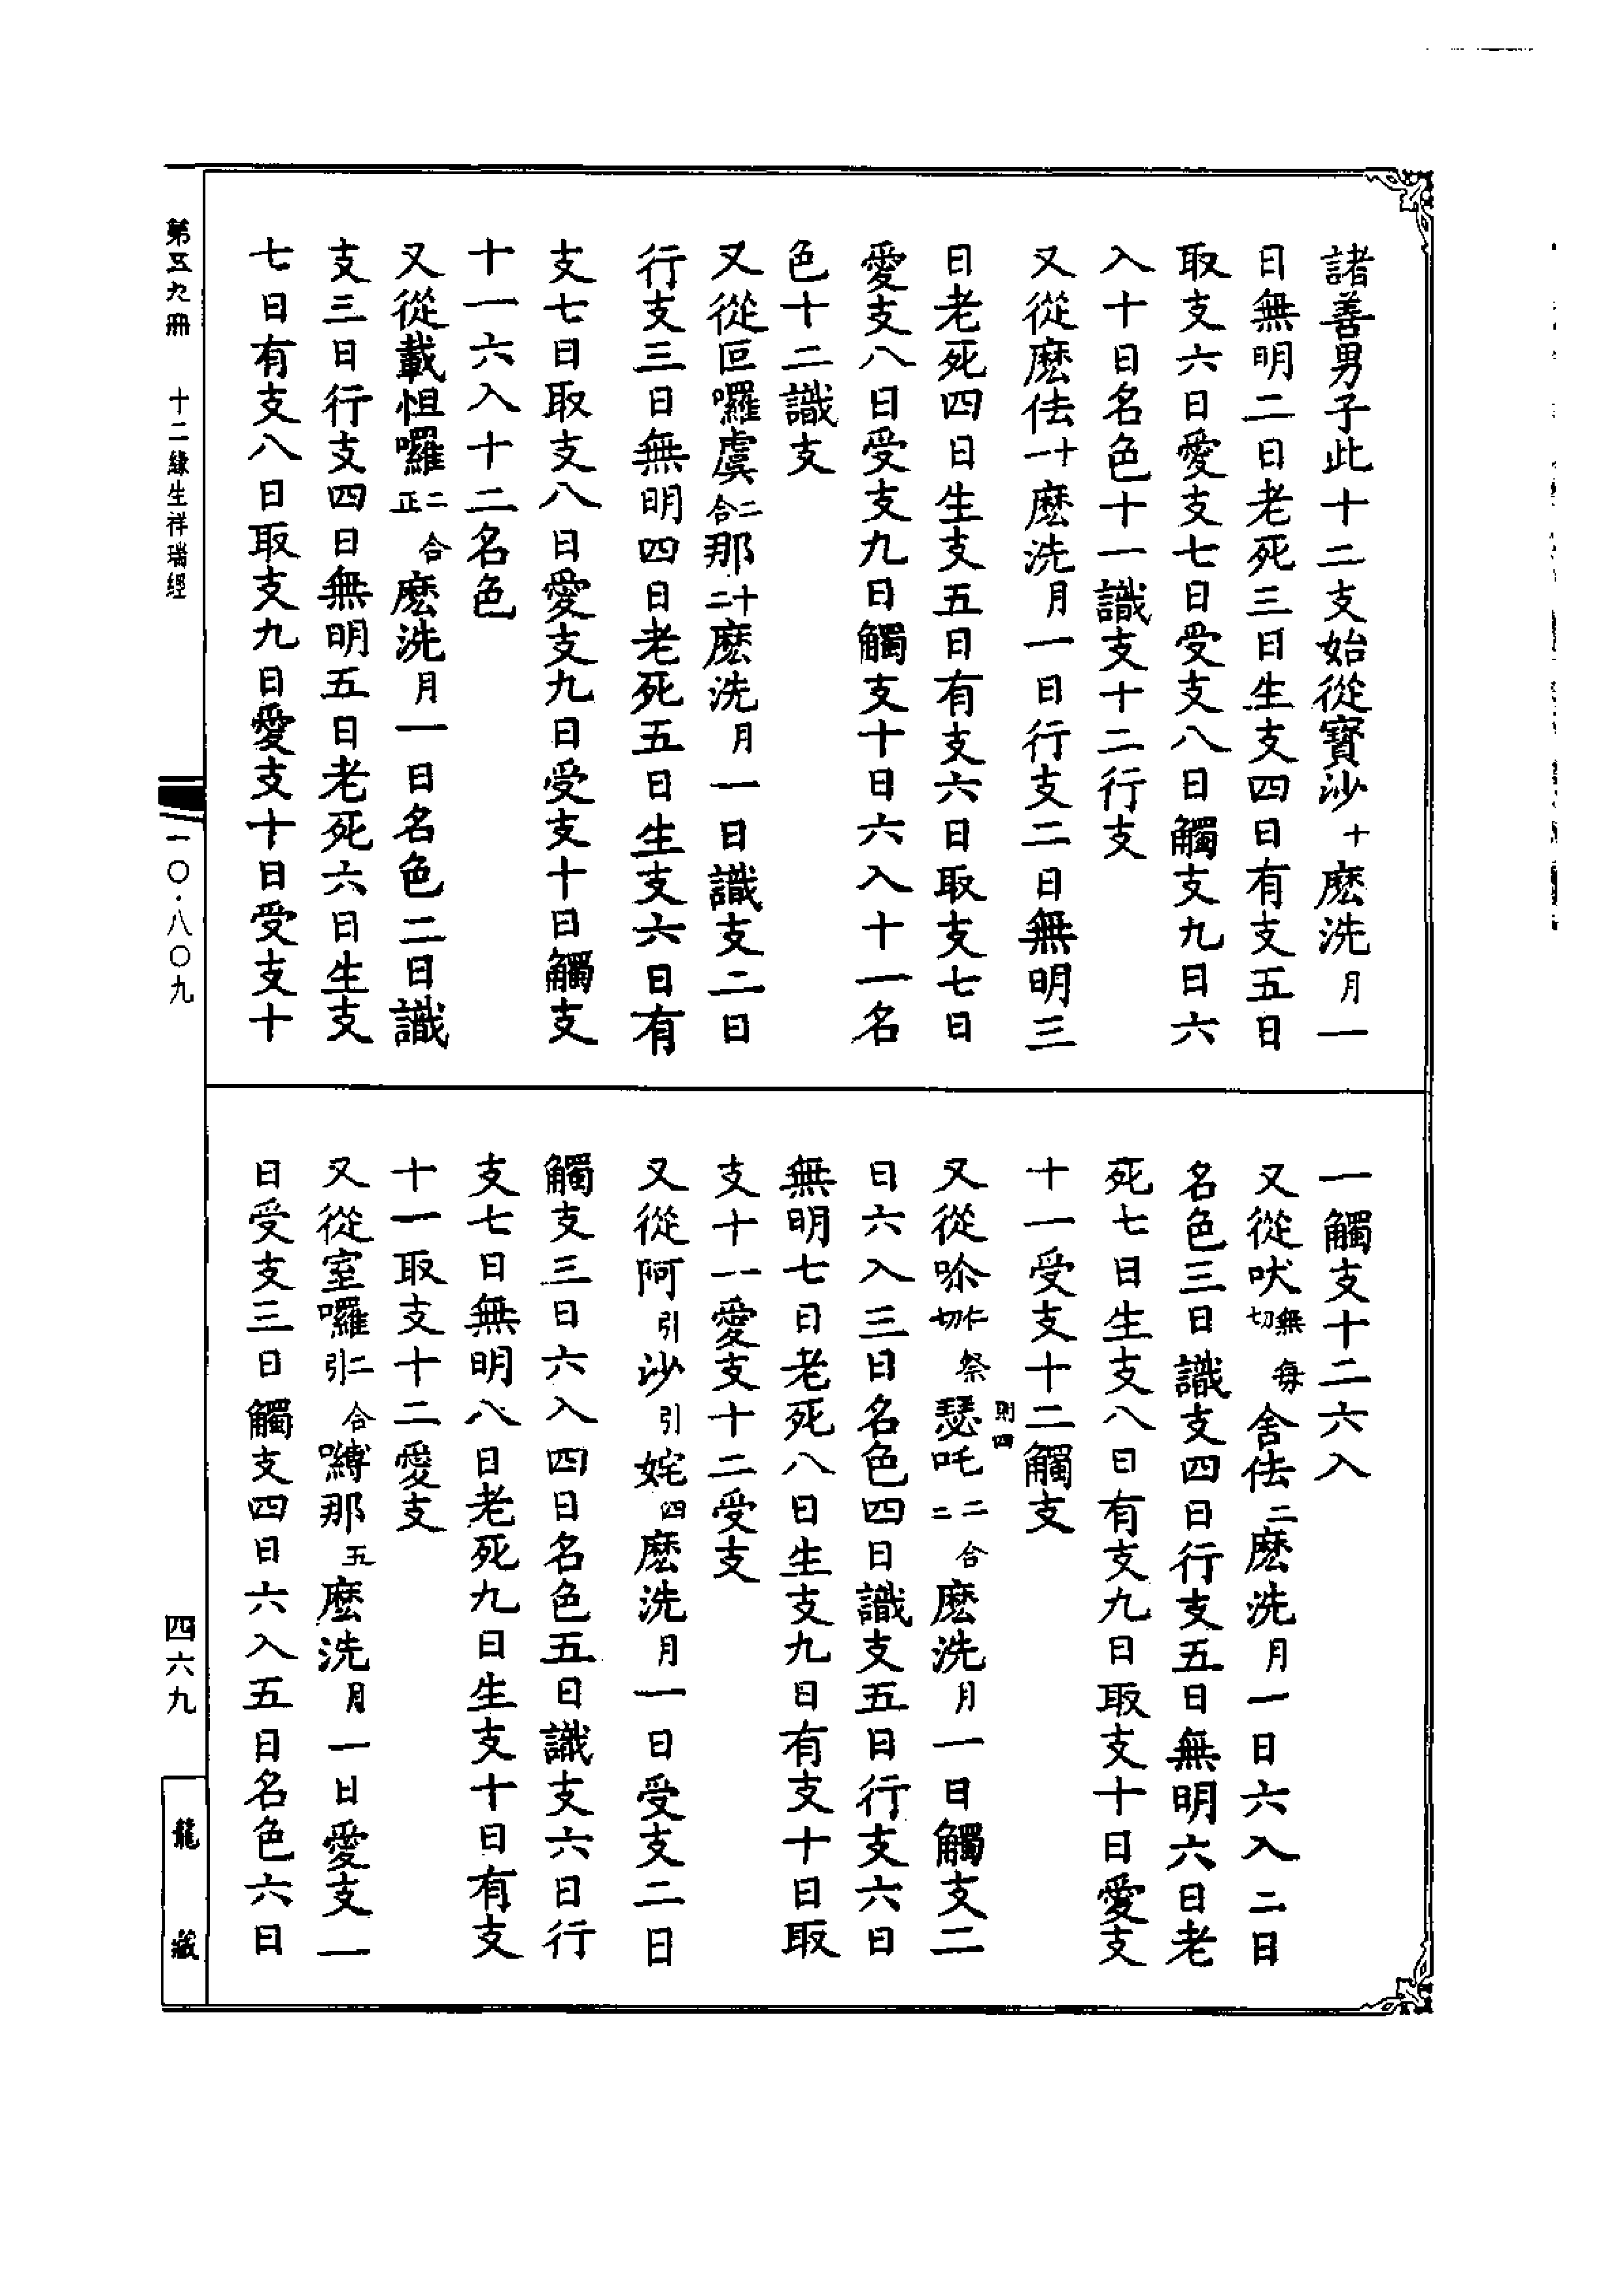 諸善男子此十二支始從寶沙十麽洗月一
日無明二日老死三日生支四日有支五日
取支六日愛支七日受支八日觸支九日六
入十日名色十一識支十二行支
又從麽佉十一麽洗月一日行支二日無明三
日老死四日生支五日有支六日取支七日
愛支八日受支九日觸支十日六入十一名
色十二識支
又從叵囉虞二合那十二麽洗月一日識支二日
行支三日無明四日老死五日生支六日有
支七日取支八日愛支九日受支十日觸支
十一六入十二名色
又從載怛囉二合正麽洗月一日名色二日識
支三日行支四日無明五日老死六日生支
七日有支八日取支九日愛支十日受支十
一觸支十二六入
又從吠無每切舍佉二麽洗月一日六入二日
名色三日識支四日行支五日無明六日老
死七日生支八日有支九日取支十日愛支
十一受支十二觸支
又從仁祭切瑟吒二合三麽洗月一日觸支二
日六入三日名色四日識支五日行支六日
無明七日老死八日生支九日有支十日取
支十一愛支十二受支
又從阿引沙引姹四麽洗月一日受支二日
觸支三日六入四日名色五日識支六日行
支七日無明八日老死九日生支十日有支
十一取支十二愛支
又從室囉二合引嚩那五麽洗月一日愛支一
日受支三日觸支四日六入五日名色六日
第五九冊 十二緣生祥瑞經
一〇·八〇九
四六九
龍藏